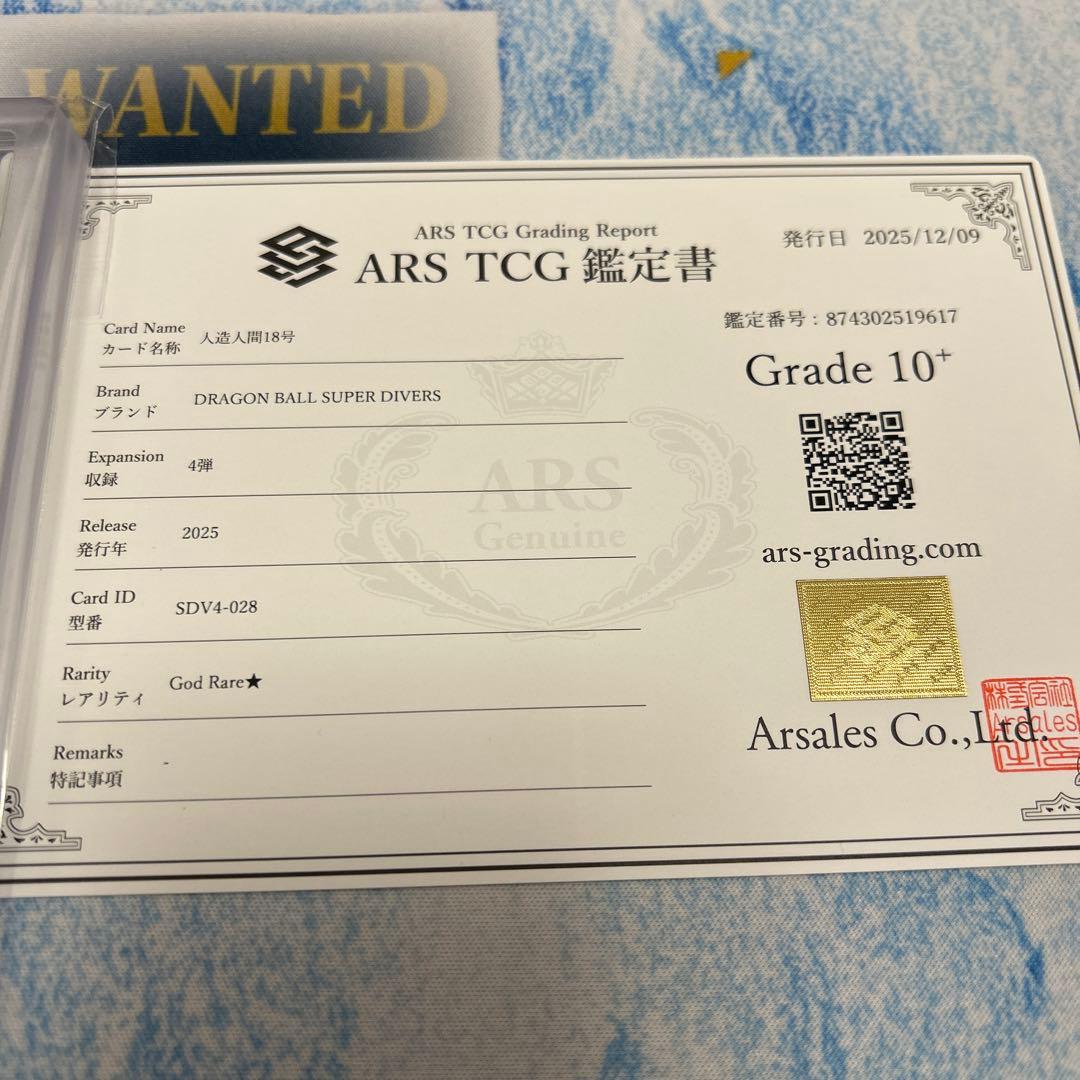 WANTED
ARS TCG Grading Report
ARS TCG 鑑定書
発行日 2025/12/09
Card Name
カード名称
人造人間18号
Brand
ブランド
DRAGON BALL SUPER DIVERS
Expansion
収録
4弾
Release
発行年
2025
Card ID
型番
SDV4-028
Rarity
レアリティ
God Rare★
Remarks
特記事項
-
鑑定番号：874302519617
Grade 10+
ars-grading.com
ARS
Genuine
Arsales Co.,Ltd.
Arsales